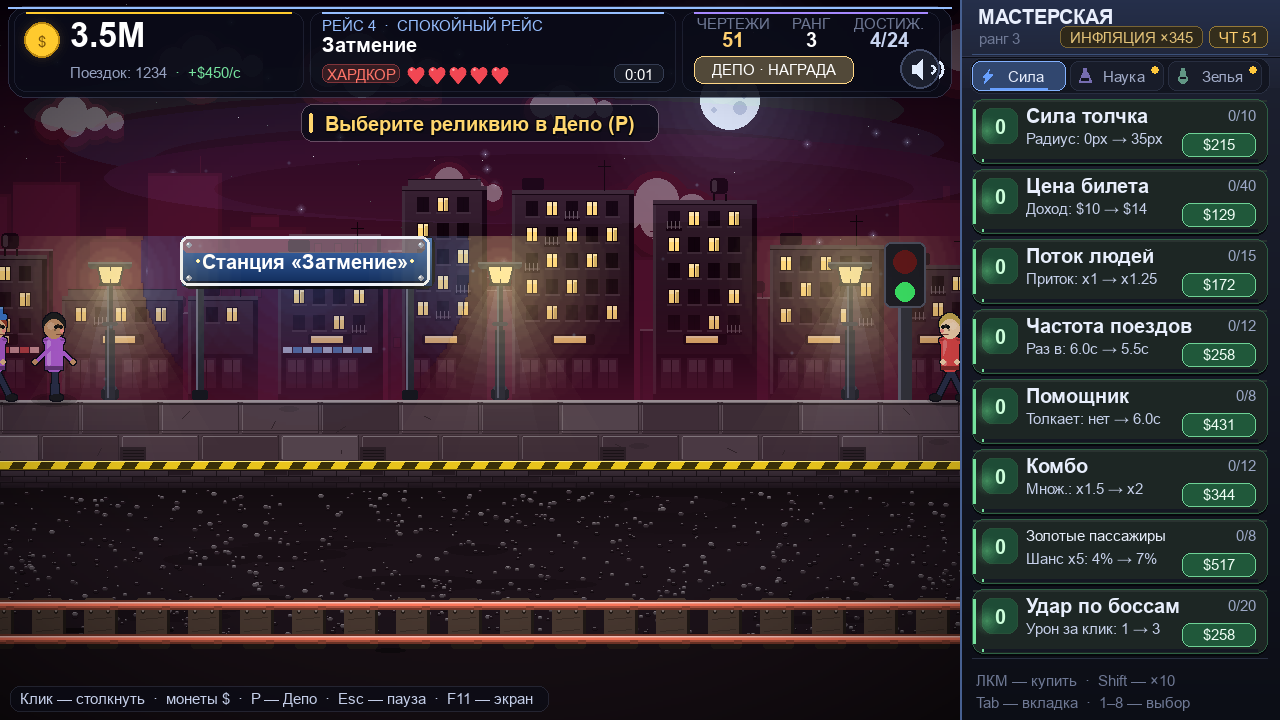 3.5M
Поездок: 1234 · +$450/с
РЕЙС 4 · СПОКОЙНЫЙ РЕЙС
Затмение
ХАРДКОР
0:01
ЧЕРТЕЖИ РАНГ ДОСТИЖ.
51 3 4/24
ДЕПО · НАГРАДА
Выберите реликвию в Депо (P)
·Станция «Затмение»·
Клик — столкнуть · монеты $ · P — Депо · Esc — пауза · F11 — экран
МАСТЕРСКАЯ
ранг 3
ИНФЛЯЦИЯ ×345
ЧТ 51
Сила
Наука
Зелья
0 Сила толчка 0/10
Радиус: 0px → 35px $215
0 Цена билета 0/40
Доход: $10 → $14 $129
0 Поток людей 0/15
Приток: x1 → x1.25 $172
0 Частота поездов 0/12
Раз в: 6.0с → 5.5с $258
0 Помощник 0/8
Толкает: нет → 6.0с $431
0 Комбо 0/12
Множ.: x1.5 → x2 $344
0 Золотые пассажиры 0/8
Шанс x5: 4% → 7% $517
0 Удар по боссам 0/20
Урон за клик: 1 → 3 $258
ЛКМ — купить · Shift — ×10
Tab — вкладка · 1–8 — выбор